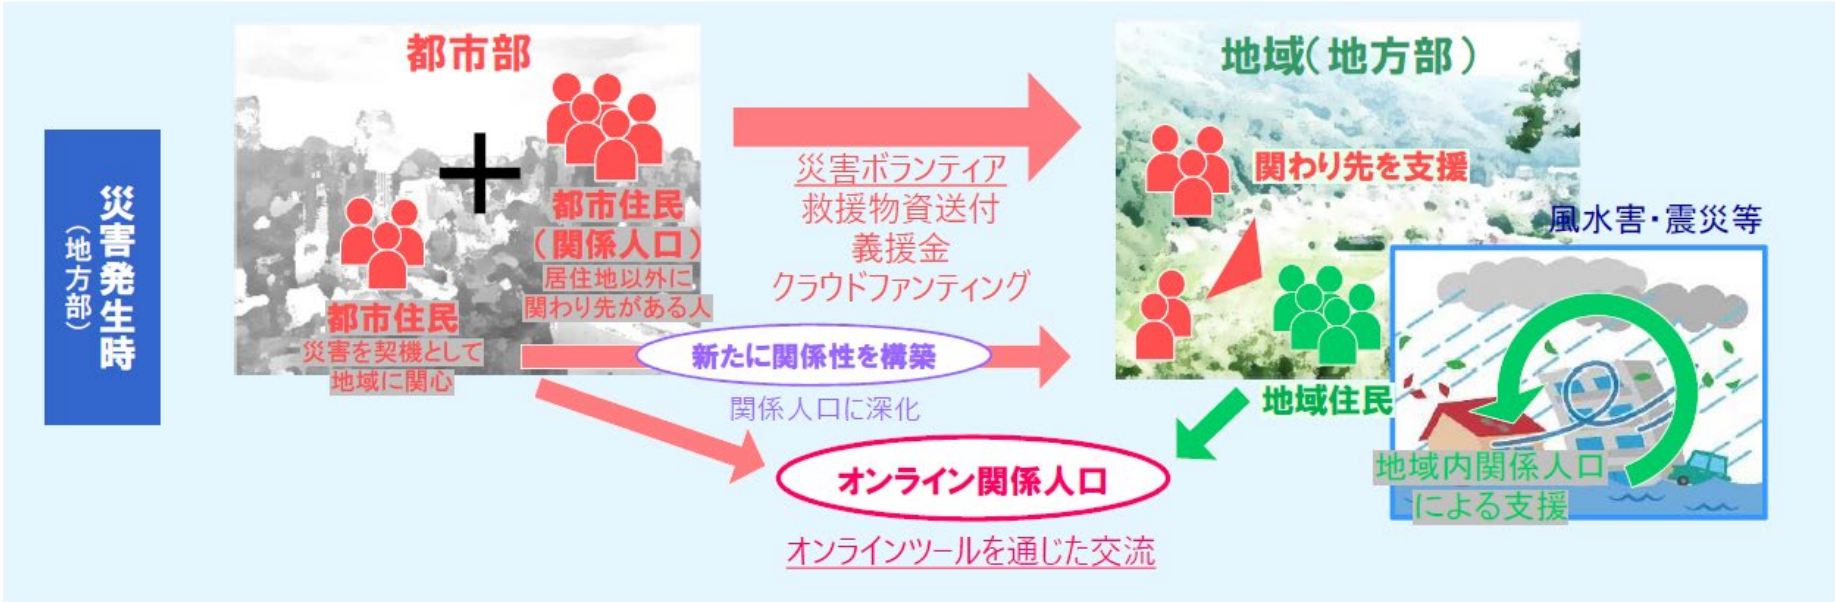 災害発生時
（地方部）
都市部
都市住民
（関係人口）
居住地以外に
関わり先がある人
都市住民
災害を契機として
地域に関心
災害ボランティア
救援物資送付
義援金
クラウドファンティング
新たに関係性を構築
関係人口に深化
オンライン関係人口
オンラインツールを通じた交流
地域（地方部）
関わり先を支援
地域住民
風水害・震災等
地域内関係人口
による支援